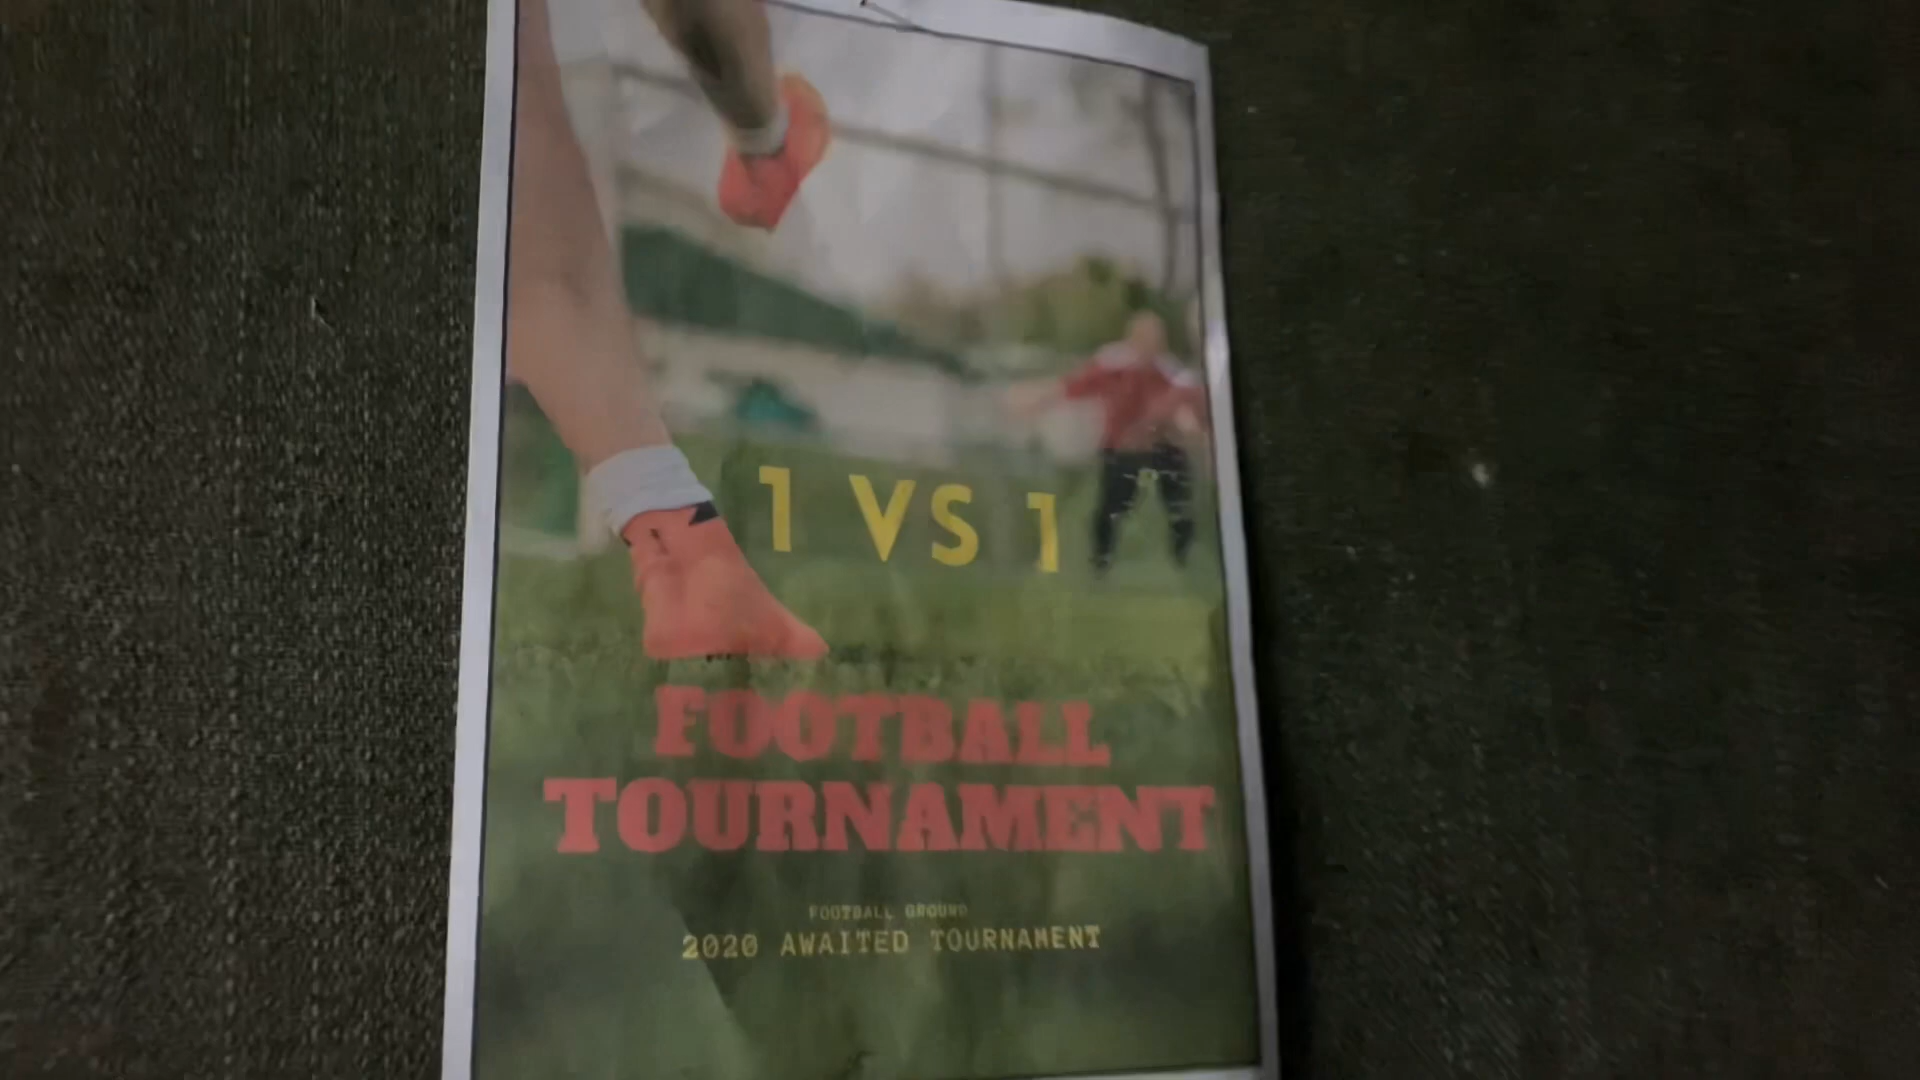 1 VS 1
FOOTBALL
TOURNAMENT
FOOTBALL GROUND
2020 AWAITED TOURNAMENT